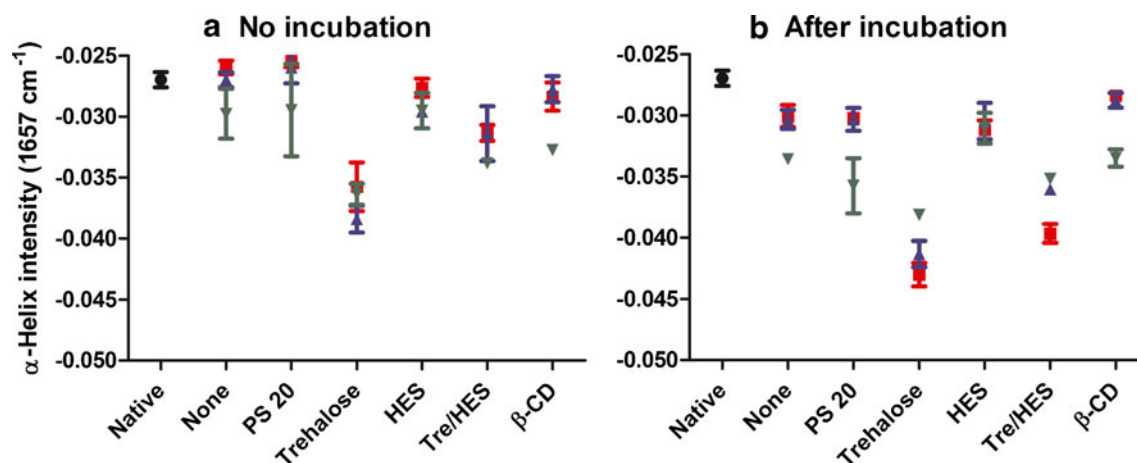 a No incubation
b After incubation
α-Helix intensity (1657 cm⁻¹)
-0.025
-0.030
-0.035
-0.040
-0.045
-0.050
Native
None
PS 20
Trehalose
HES
Tre/HES
β-CD
-0.025
-0.030
-0.035
-0.040
-0.045
-0.050
Native
None
PS 20
Trehalose
HES
Tre/HES
β-CD